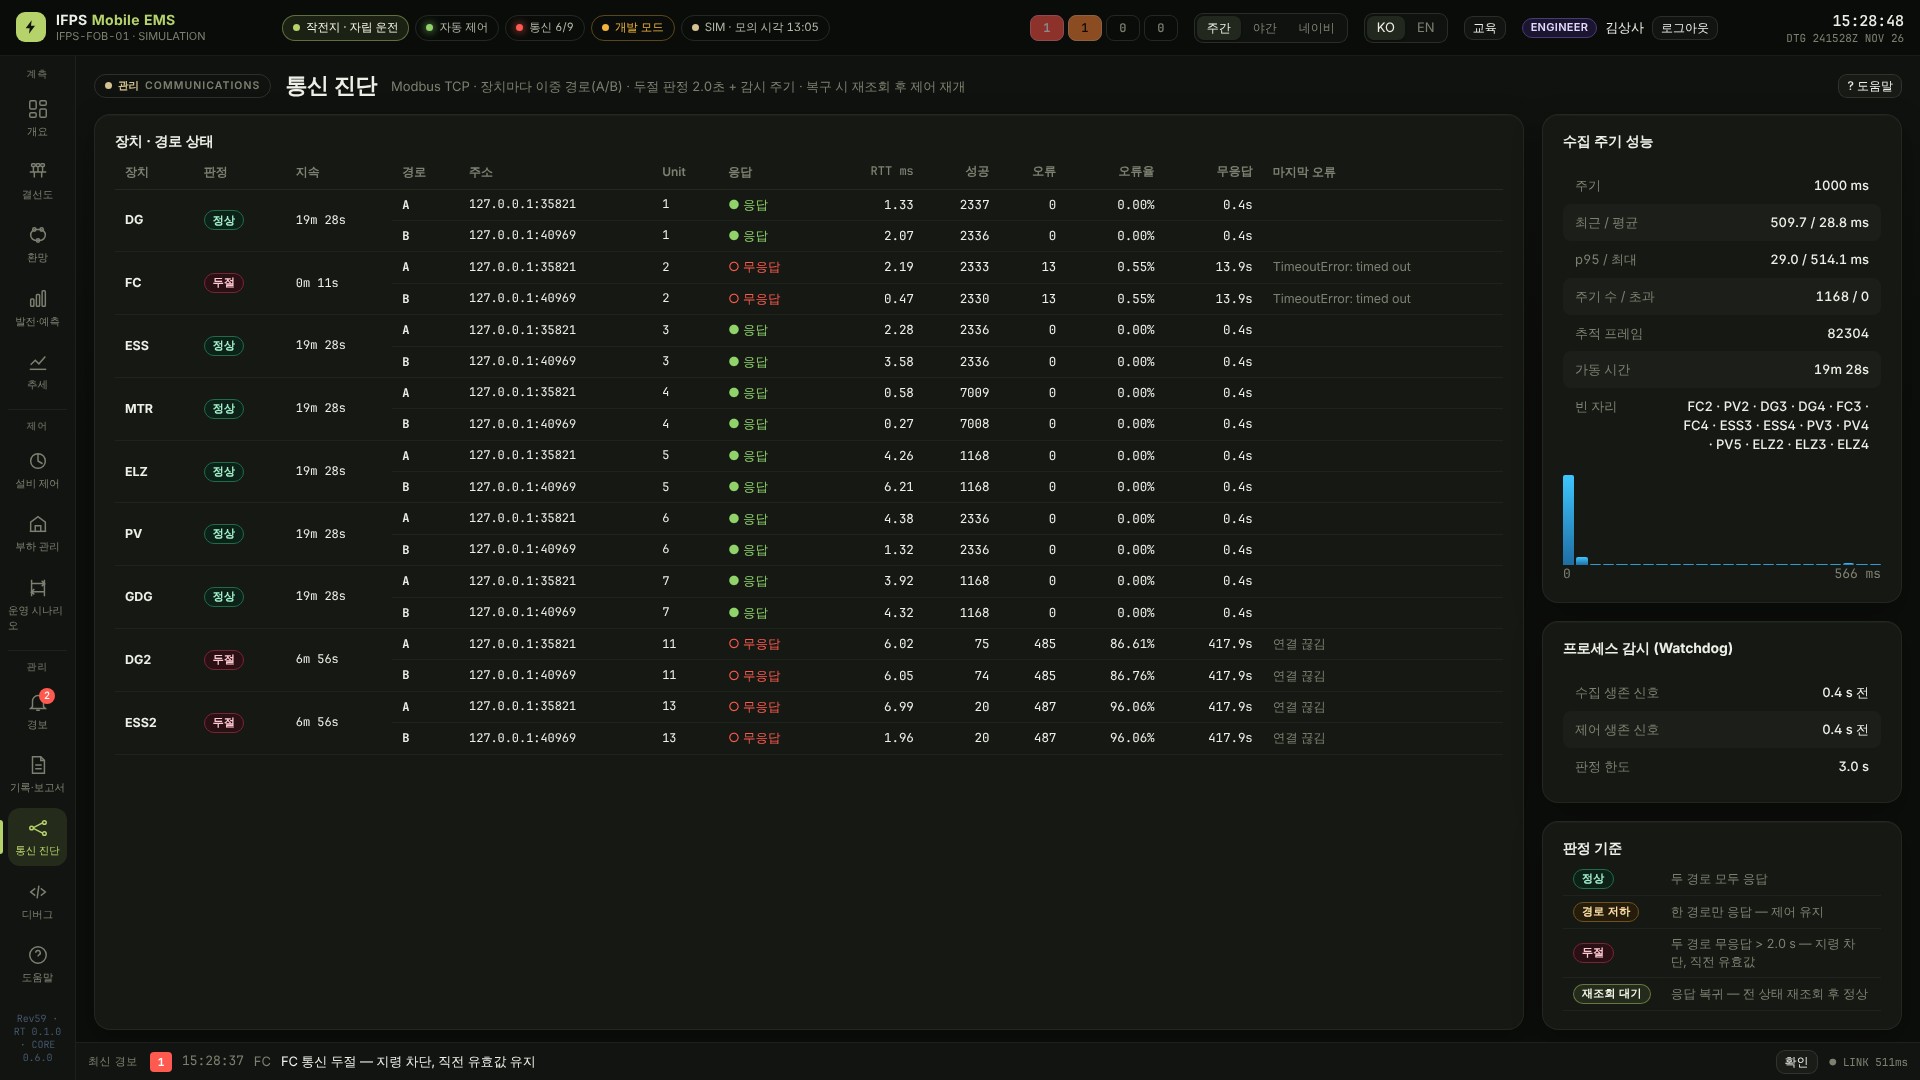 IFPS Mobile EMS
IFPS-FOB-01 · SIMULATION
작전지 · 자립 운전
자동 제어
통신 6/9
개발 모드
SIM · 모의 시각 13:05
1 1 0 0
주간 야간 네이비
KO EN
교육
ENGINEER 김상사 로그아웃
15:28:48
DTG 241528Z NOV 26
계측
개요
결선도
환망
발전·예측
추세
제어
설비 제어
부하 관리
운영 시나리
오
관리
2
경보
기록·보고서
통신 진단
디버그
도움말
Rev59 ·
RT 0.1.0
· CORE
0.6.0
관리 COMMUNICATIONS
통신 진단
Modbus TCP · 장치마다 이중 경로(A/B) · 두절 판정 2.0초 + 감시 주기 · 복구 시 재조회 후 제어 재개
? 도움말
장치 · 경로 상태
장치 판정 지속 경로 주소 Unit 응답 RTT ms 성공 오류 오류율 무응답 마지막 오류
DG 정상 19m 28s
A 127.0.0.1:35821 1 응답 1.33 2337 0 0.00% 0.4s
B 127.0.0.1:40969 1 응답 2.07 2336 0 0.00% 0.4s
FC 두절 0m 11s
A 127.0.0.1:35821 2 무응답 2.19 2333 13 0.55% 13.9s TimeoutError: timed out
B 127.0.0.1:40969 2 무응답 0.47 2330 13 0.55% 13.9s TimeoutError: timed out
ESS 정상 19m 28s
A 127.0.0.1:35821 3 응답 2.28 2336 0 0.00% 0.4s
B 127.0.0.1:40969 3 응답 3.58 2336 0 0.00% 0.4s
MTR 정상 19m 28s
A 127.0.0.1:35821 4 응답 0.58 7009 0 0.00% 0.4s
B 127.0.0.1:40969 4 응답 0.27 7008 0 0.00% 0.4s
ELZ 정상 19m 28s
A 127.0.0.1:35821 5 응답 4.26 1168 0 0.00% 0.4s
B 127.0.0.1:40969 5 응답 6.21 1168 0 0.00% 0.4s
PV 정상 19m 28s
A 127.0.0.1:35821 6 응답 4.38 2336 0 0.00% 0.4s
B 127.0.0.1:40969 6 응답 1.32 2336 0 0.00% 0.4s
GDG 정상 19m 28s
A 127.0.0.1:35821 7 응답 3.92 1168 0 0.00% 0.4s
B 127.0.0.1:40969 7 응답 4.32 1168 0 0.00% 0.4s
DG2 두절 6m 56s
A 127.0.0.1:35821 11 무응답 6.02 75 485 86.61% 417.9s 연결 끊김
B 127.0.0.1:40969 11 무응답 6.05 74 485 86.76% 417.9s 연결 끊김
ESS2 두절 6m 56s
A 127.0.0.1:35821 13 무응답 6.99 20 487 96.06% 417.9s 연결 끊김
B 127.0.0.1:40969 13 무응답 1.96 20 487 96.06% 417.9s 연결 끊김
수집 주기 성능
주기 1000 ms
최근 / 평균 509.7 / 28.8 ms
p95 / 최대 29.0 / 514.1 ms
주기 수 / 초과 1168 / 0
추적 프레임 82304
가동 시간 19m 28s
빈 자리 FC2 · PV2 · DG3 · DG4 · FC3 ·
FC4 · ESS3 · ESS4 · PV3 · PV4
· PV5 · ELZ2 · ELZ3 · ELZ4
0 566 ms
프로세스 감시 (Watchdog)
수집 생존 신호 0.4 s 전
제어 생존 신호 0.4 s 전
판정 한도 3.0 s
판정 기준
정상 두 경로 모두 응답
경로 저하 한 경로만 응답 — 제어 유지
두절 두 경로 무응답 > 2.0 s — 지령 차
단, 직전 유효값
재조회 대기 응답 복귀 — 전 상태 재조회 후 정상
최신 경보 1 15:28:37 FC FC 통신 두절 — 지령 차단, 직전 유효값 유지
확인 LINK 511ms